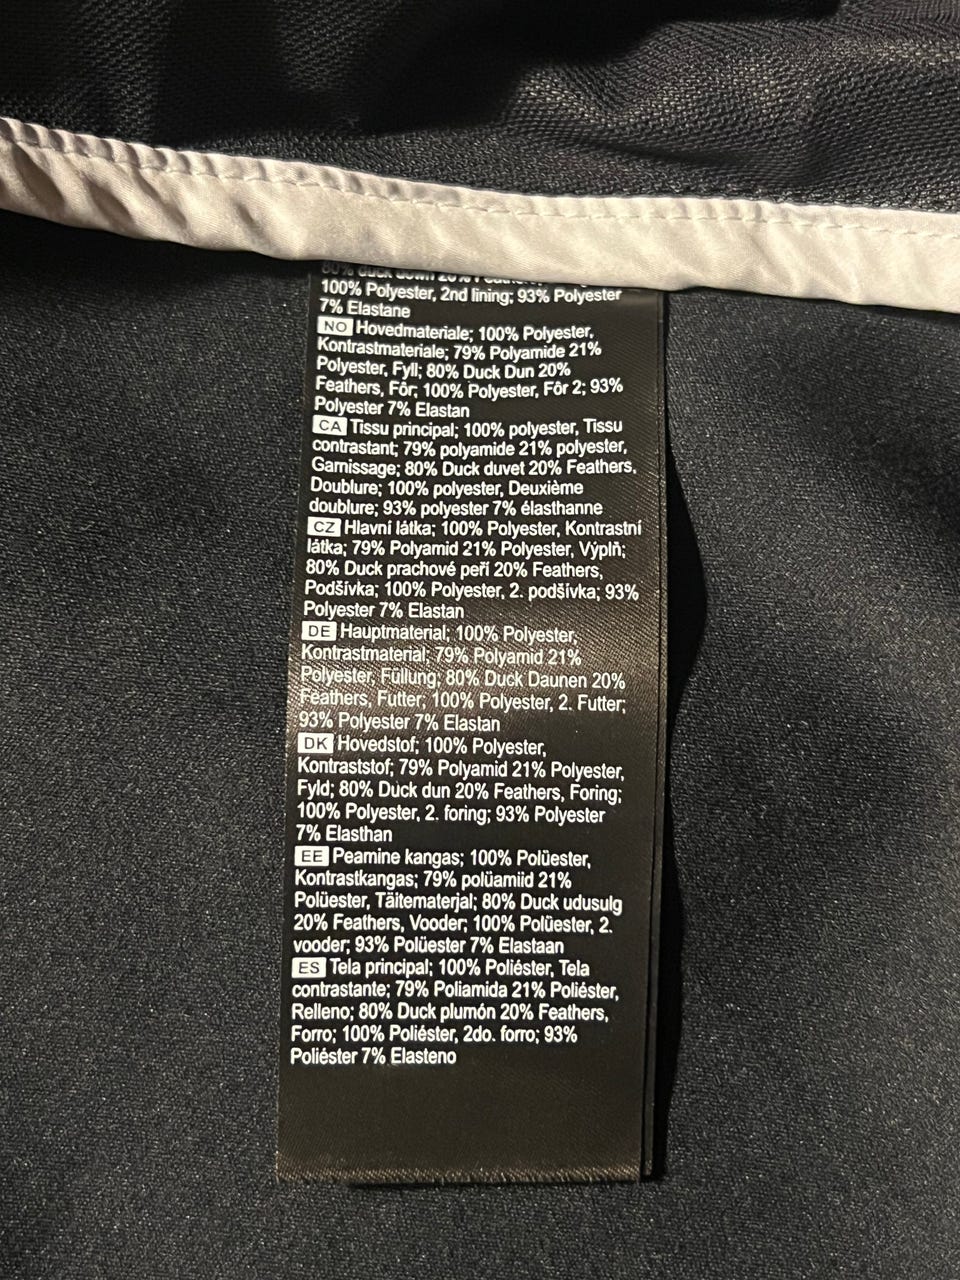 80% duck down 20%
100% Polyester, 2nd lining; 93% Polyester
7% Elastane
NO Hovedmateriale; 100% Polyester,
Kontrastmateriale; 79% Polyamide 21%
Polyester, Fyll; 80% Duck Dun 20%
Feathers, Fôr; 100% Polyester, Fôr 2; 93%
Polyester 7% Elastan
CA Tissu principal; 100% polyester, Tissu
contrastant; 79% polyamide 21% polyester,
Garnissage; 80% Duck duvet 20% Feathers,
Doublure; 100% polyester, Deuxième
doublure; 93% polyester 7% élasthanne
CZ Hlavní látka; 100% Polyester, Kontrastní
látka; 79% Polyamid 21% Polyester, Výplň;
80% Duck prachové peří 20% Feathers,
Podšívka; 100% Polyester, 2. podšívka; 93%
Polyester 7% Elastan
DE Hauptmaterial; 100% Polyester,
Kontrastmaterial; 79% Polyamid 21%
Polyester, Füllung; 80% Duck Daunen 20%
Feathers, Futter; 100% Polyester, 2. Futter;
93% Polyester 7% Elastan
DK Hovedstof; 100% Polyester,
Kontraststof; 79% Polyamid 21% Polyester,
Fyld; 80% Duck dun 20% Feathers, Foring;
100% Polyester, 2. foring; 93% Polyester
7% Elasthan
EE Peamine kangas; 100% Polüester,
Kontrastkangas; 79% polüamiid 21%
Polüester, Täitematerjal; 80% Duck udusulg
20% Feathers, Vooder; 100% Polüester, 2.
vooder; 93% Polüester 7% Elastaan
ES Tela principal; 100% Poliéster, Tela
contrastante; 79% Poliamida 21% Poliéster,
Relleno; 80% Duck plumón 20% Feathers,
Forro; 100% Poliéster, 2do. forro; 93%
Poliéster 7% Elasteno